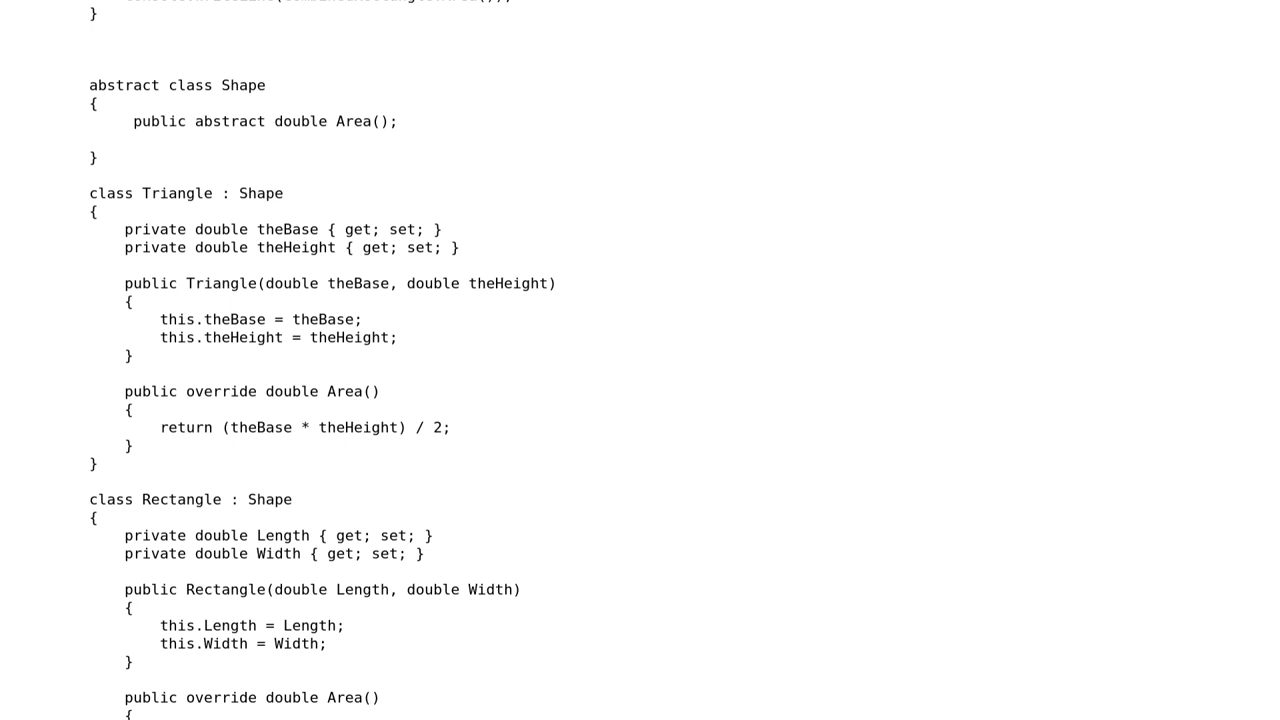 }
abstract class Shape
{
public abstract double Area();
}
class Triangle : Shape
{
private double theBase { get; set; }
private double theHeight { get; set; }
public Triangle(double theBase, double theHeight)
{
this.theBase = theBase;
this.theHeight = theHeight;
}
public override double Area()
{
return (theBase * theHeight) / 2;
}
}
class Rectangle : Shape
{
private double Length { get; set; }
private double Width { get; set; }
public Rectangle(double Length, double Width)
{
this.Length = Length;
this.Width = Width;
}
public override double Area()
{